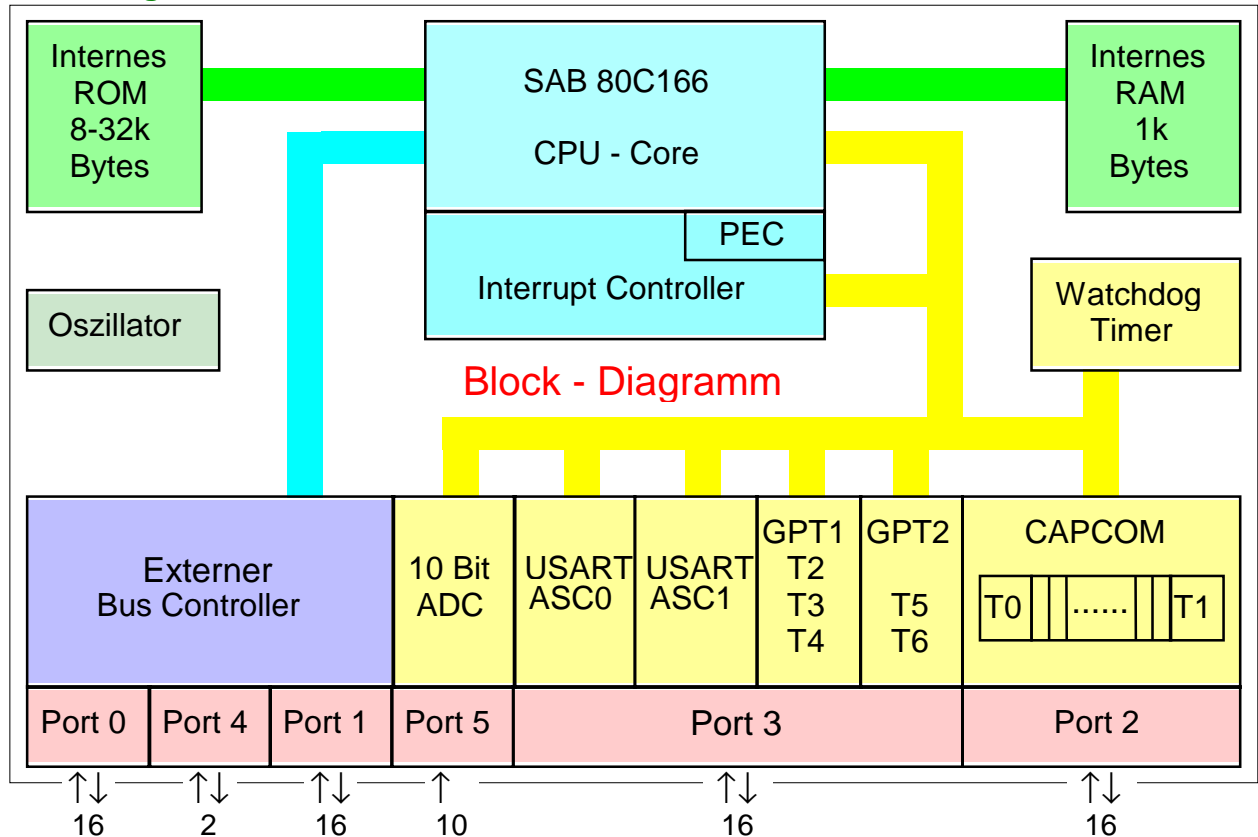 Internes
ROM
8-32k
Bytes
SAB 80C166
CPU - Core
PEC
Interrupt Controller
Internes
RAM
1k
Bytes
Oszillator
Watchdog
Timer
Block - Diagramm
Externer
Bus Controller
10 Bit
ADC
USART
ASC0
USART
ASC1
GPT1
T2
T3
T4
GPT2
T5
T6
CAPCOM
T0 ...... T1
Port 0
Port 4
Port 1
Port 5
Port 3
Port 2
↑↓ ↑↓ ↑↓ ↑ ↑↓ ↑↓
16 2 16 10 16 16